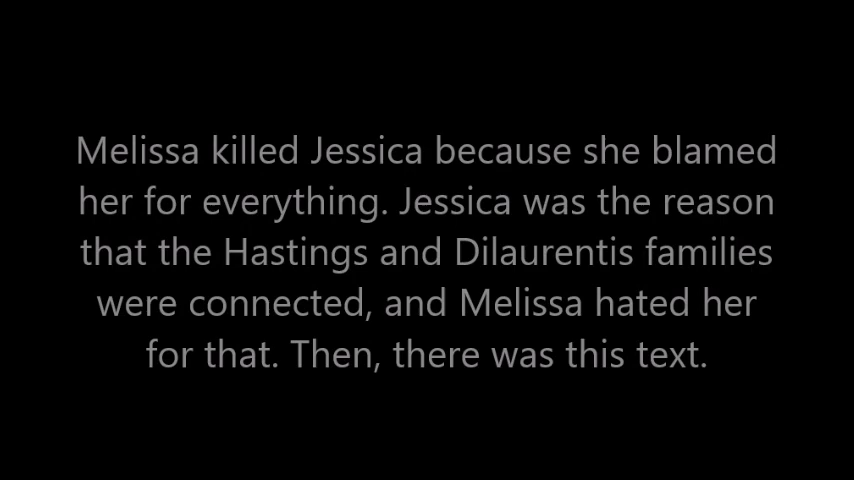 Melissa killed Jessica because she blamed
her for everything. Jessica was the reason
that the Hastings and Dilaurentis families
were connected, and Melissa hated her
for that. Then, there was this text.